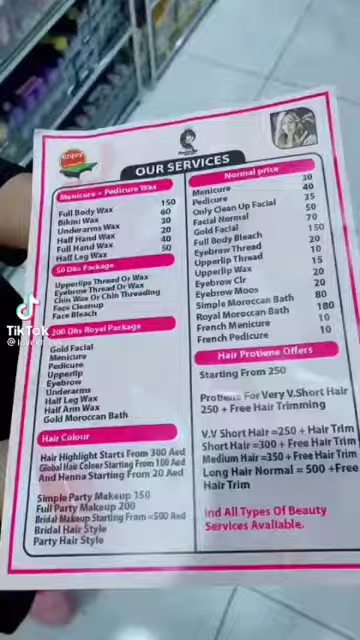 Enjoy
OUR SERVICES
Menicure + Pedicure Wax
Full Body Wax 150
Bikini Wax 60
Underarms Wax 30
Half Hand Wax 20
Full Hand Wax 40
Half Leg Wax 50
50 Dhs Package
Upperlips Thread Or Wax
Eyebrow Thread Or Wax
Chin Wax Or Chin Threading
Face Cleanup
Face Bleach
200 Dhs Royal Package
Gold Facial
Menicure
Pedicure
Upperlip
Eyebrow
Underarms
Half Leg Wax
Half Arm Wax
Gold Moroccan Bath
Hair Colour
Hair Highlight Starts From 300 Aed
Global Hair Colour Starting From 100 Aed
And Henna Starting From 20 Aed
Simple Party Makeup 150
Full Party Makeup 200
Bridal Makeup Starting From =500 Aed
Bridal Hair Style
Party Hair Style
Normal price
Menicure 30
Pedicure 40
Only Clean Up Facial 35
Facial Normal 50
Gold Facial 70
Full Body Bleach 150
Eyebrow Thread 20
Upperlip Thread 10
Upperlip Wax 15
Eyebrow Clr 20
Eyebrow Moos 20
Simple Moroccan Bath 80
Royal Moroccan Bath 180
French Menicure 10
French Pedicure 10
Hair Protiene Offers
Starting From 250
Protiene For Very V.Short Hair
250 + Free Hair Trimming
V.V Short Hair =250 + Hair Trim
Short Hair =300 + Free Hair Trim
Medium Hair =350 + Free Hair Trim
Long Hair Normal = 500 +Free
Hair Trim
And All Types Of Beauty
Services Avaliable.
TikTok